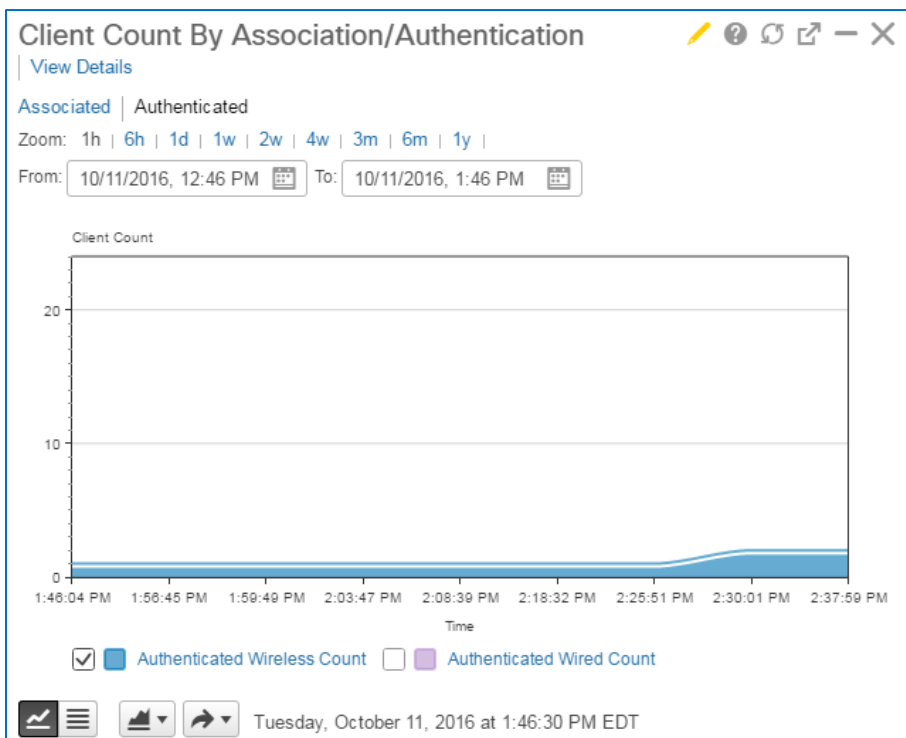 Client Count By Association/Authentication
View Details
Associated | Authenticated
Zoom: 1h | 6h | 1d | 1w | 2w | 4w | 3m | 6m | 1y |
From: 10/11/2016, 12:46 PM To: 10/11/2016, 1:46 PM
Client Count
20
10
0
1:46:04 PM 1:56:45 PM 1:59:49 PM 2:03:47 PM 2:08:39 PM 2:18:32 PM 2:25:51 PM 2:30:01 PM 2:37:59 PM
Time
Authenticated Wireless Count Authenticated Wired Count
Tuesday, October 11, 2016 at 1:46:30 PM EDT